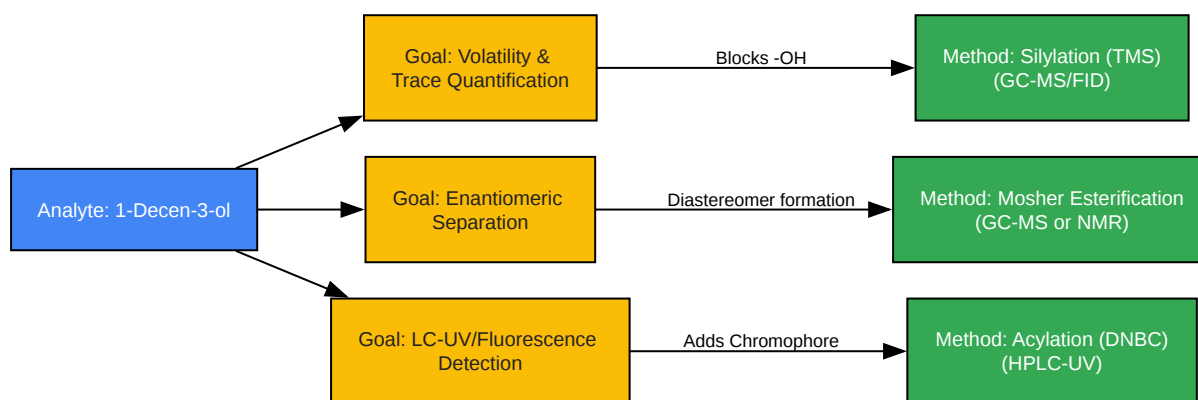 Goal: Volatility &
Trace Quantification
Blocks -OH
Method: Silylation (TMS)
(GC-MS/FID)
Analyte: 1-Decen-3-ol
Goal: Enantiomeric
Separation
Diastereomer formation
Method: Mosher Esterification
(GC-MS or NMR)
Goal: LC-UV/Fluorescence
Detection
Adds Chromophore
Method: Acylation (DNBC)
(HPLC-UV)